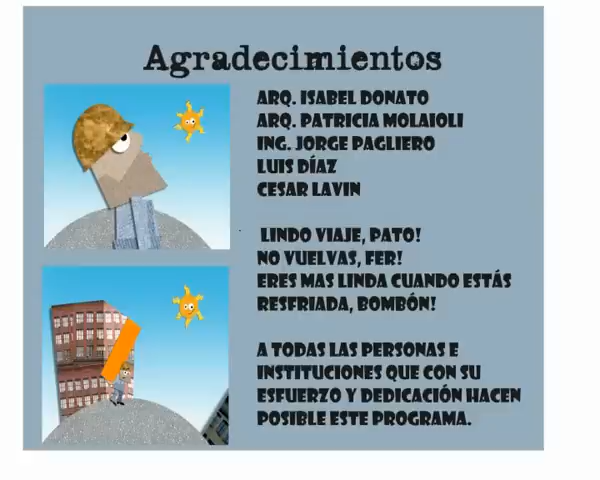 Agradecimientos
ARQ. ISABEL DONATO
ARQ. PATRICIA MOLAIOLI
ING. JORGE PAGLIERO
LUIS DÍAZ
CESAR LAVIN
LINDO VIAJE, PATO!
NO VUELVAS, FER!
ERES MAS LINDA CUANDO ESTÁS
RESFRIADA, BOMBÓN!
A TODAS LAS PERSONAS E
INSTITUCIONES QUE CON SU
ESFUERZO Y DEDICACIÓN HACEN
POSIBLE ESTE PROGRAMA.